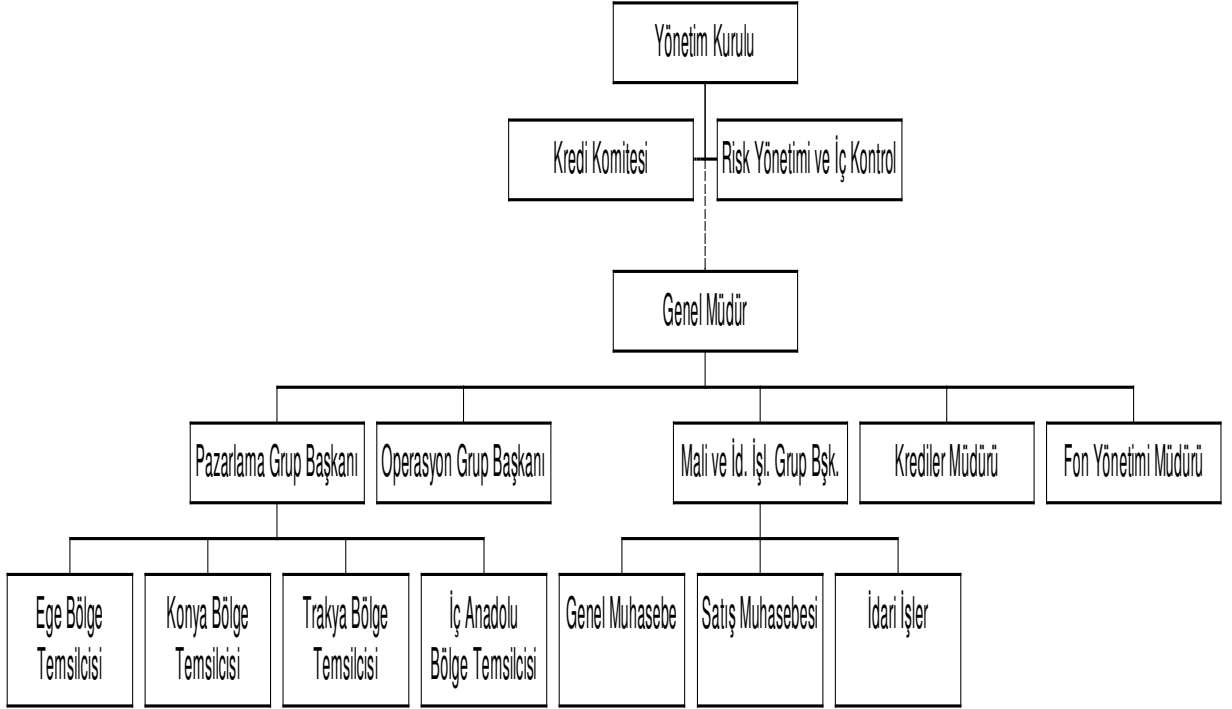 Yönetim Kurulu
Kredi Komitesi
Risk Yönetimi ve İç Kontrol
Genel Müdür
Pazarlama Grup Başkanı
Operasyon Grup Başkanı
Mali ve İd. İşl. Grup Bşk.
Krediler Müdürü
Fon Yönetimi Müdürü
Ege Bölge
Temsilcisi
Konya Bölge
Temsilcisi
Trakya Bölge
Temsilcisi
İç Anadolu
Bölge Temsilcisi
Genel Muhasebe
Satış Muhasebesi
İdari İşler